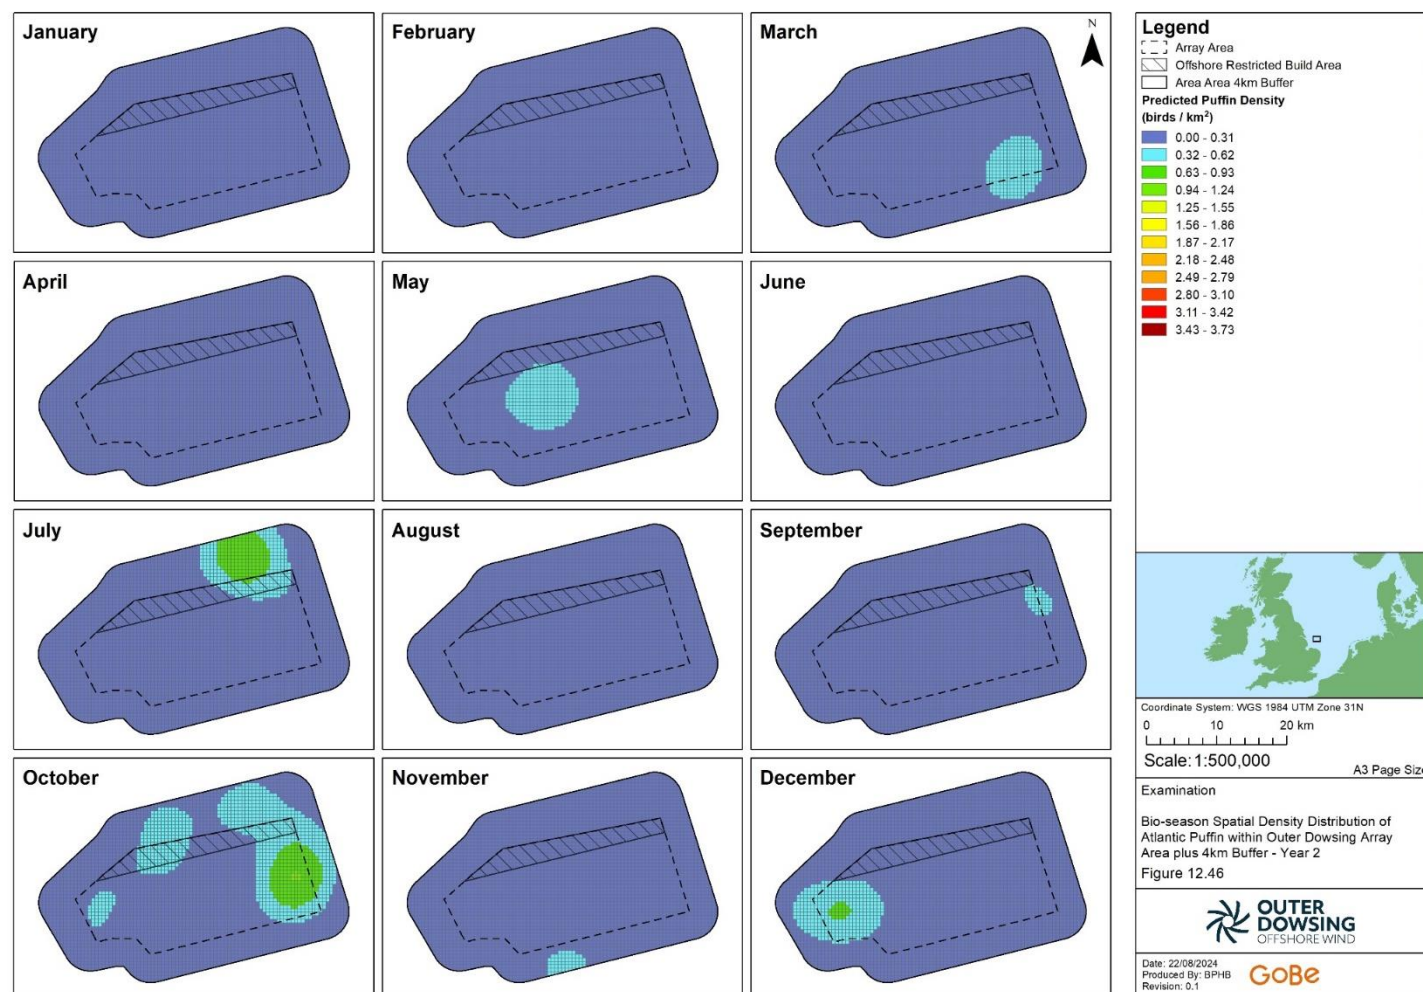 January
February
March
N
April
May
June
July
August
September
October
November
December
Legend
Array Area
Offshore Restricted Build Area
Area Area 4km Buffer
Predicted Puffin Density
(birds / km²)
0.00 - 0.31
0.32 - 0.62
0.63 - 0.93
0.94 - 1.24
1.25 - 1.55
1.56 - 1.86
1.87 - 2.17
2.18 - 2.48
2.49 - 2.79
2.80 - 3.10
3.11 - 3.42
3.43 - 3.73
Coordinate System: WGS 1984 UTM Zone 31N
0 10 20 km
Scale: 1:500,000
A3 Page Size
Examination
Bio-season Spatial Density Distribution of
Atlantic Puffin within Outer Dowsing Array
Area plus 4km Buffer - Year 2
Figure 12.46
OUTER
DOWSING
OFFSHORE WIND
Date: 22/08/2024
Produced By: BPHB
Revision: 0.1
GoBe